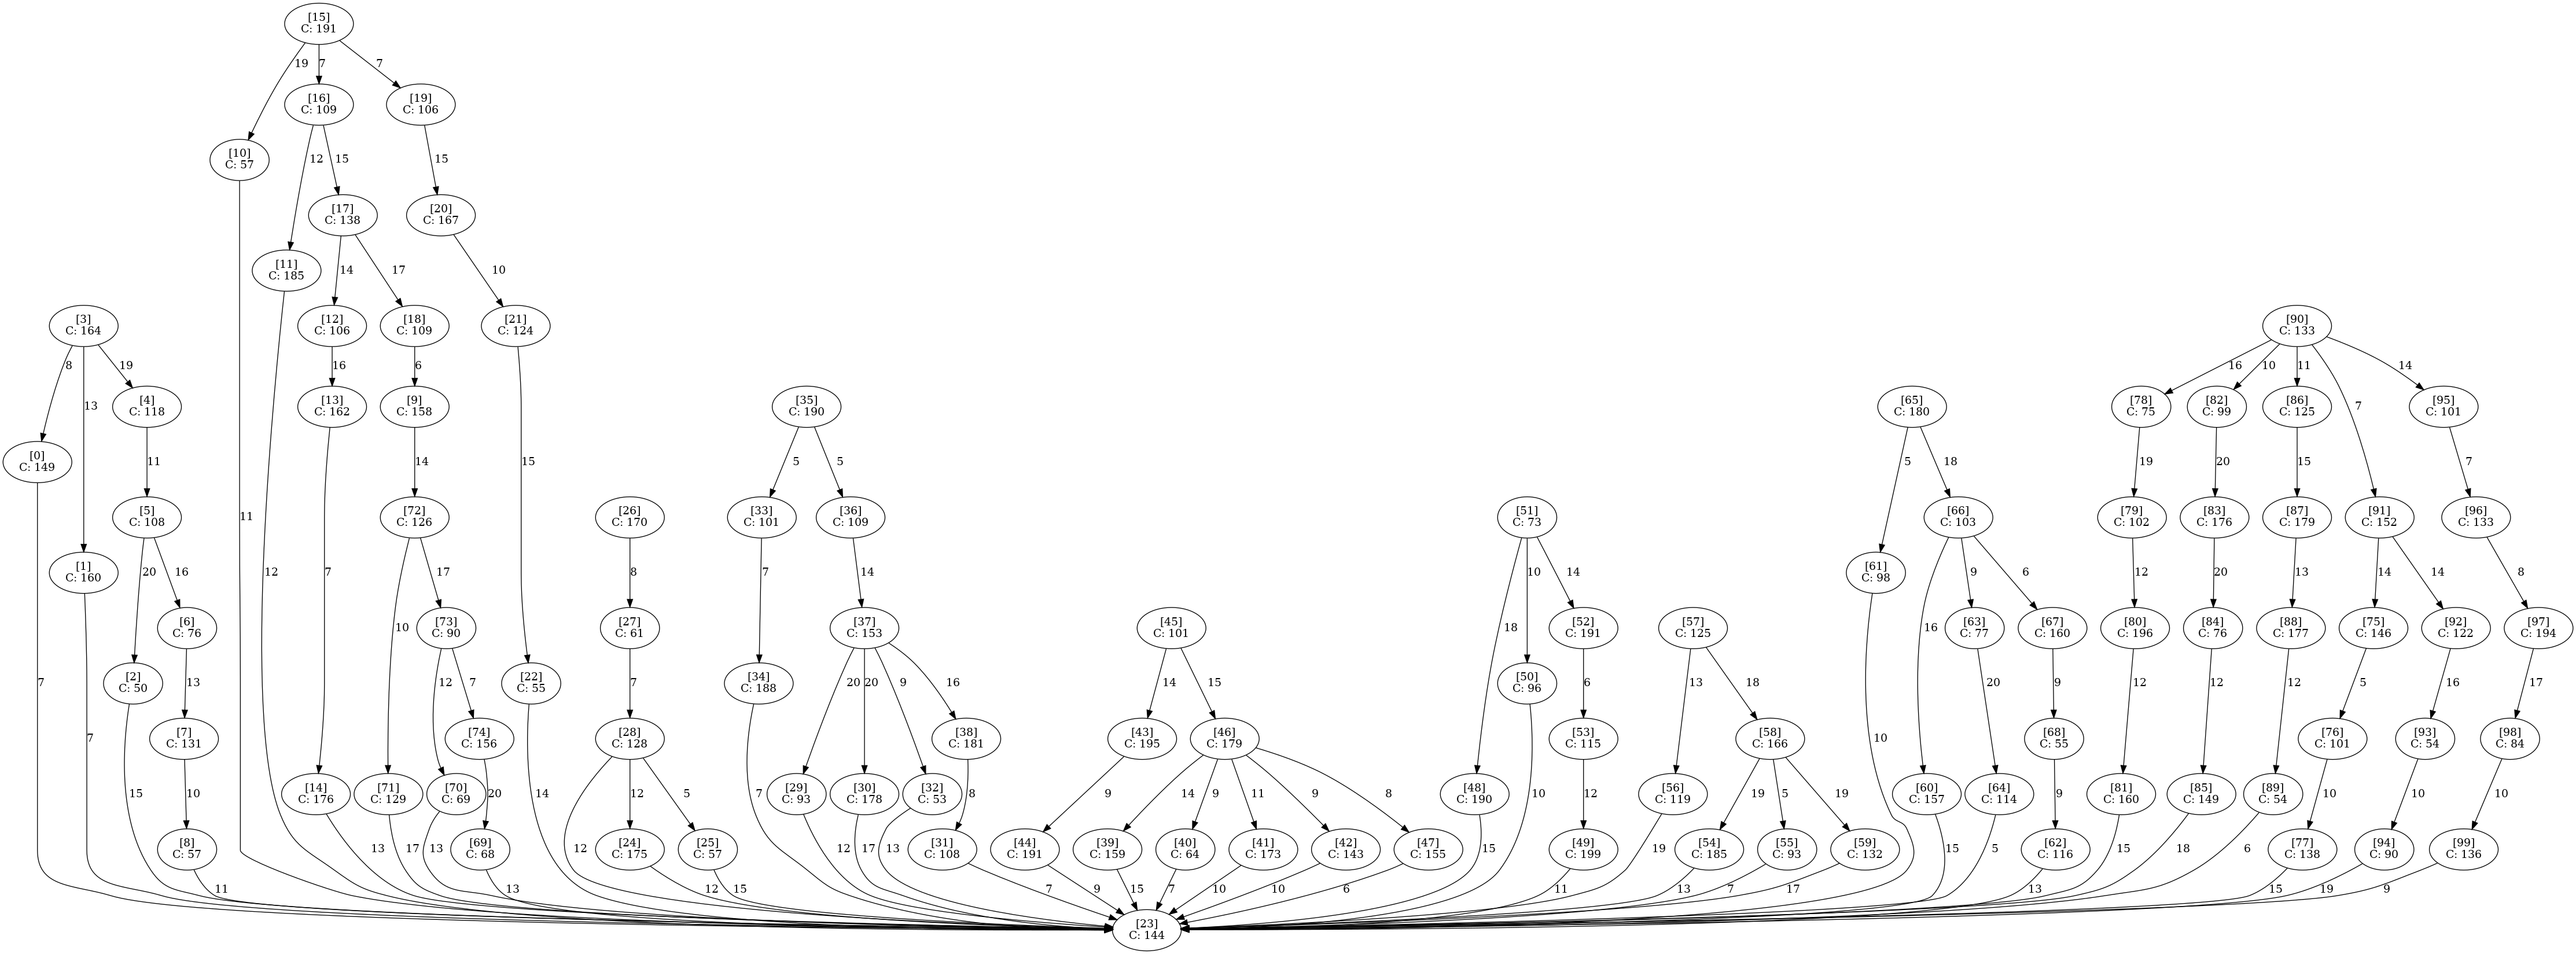 [15]
C: 191
19
7
7
[16]
C: 109
[19]
C: 106
[10]
C: 57
12
15
15
[17]
C: 138
[20]
C: 167
[11]
C: 185
14
17
10
[3]
C: 164
[12]
C: 106
[18]
C: 109
[21]
C: 124
[90]
C: 133
8
13
19
16
6
16
10
11
7
14
[4]
C: 118
[13]
C: 162
[9]
C: 158
[35]
C: 190
[65]
C: 180
[78]
C: 75
[82]
C: 99
[86]
C: 125
[95]
C: 101
[0]
C: 149
11
14
15
5
5
5
18
19
20
15
7
[5]
C: 108
11
[72]
C: 126
[26]
C: 170
[33]
C: 101
[36]
C: 109
[51]
C: 73
[66]
C: 103
[79]
C: 102
[83]
C: 176
[87]
C: 179
[91]
C: 152
[96]
C: 133
[1]
C: 160
20
16
12
7
10
17
8
7
14
18
10
14
[61]
C: 98
16
9
6
12
20
13
14
14
8
[6]
C: 76
[73]
C: 90
[27]
C: 61
[37]
C: 153
[45]
C: 101
[52]
C: 191
[57]
C: 125
[63]
C: 77
[67]
C: 160
[80]
C: 196
[84]
C: 76
[88]
C: 177
[75]
C: 146
[92]
C: 122
[97]
C: 194
7
[2]
C: 50
13
12
7
[22]
C: 55
7
[34]
C: 188
20
20
9
16
14
15
[50]
C: 96
6
13
18
20
9
12
12
12
5
16
17
7
[7]
C: 131
[74]
C: 156
[28]
C: 128
[38]
C: 181
[43]
C: 195
[46]
C: 179
[53]
C: 115
[58]
C: 166
10
[68]
C: 55
[76]
C: 101
[93]
C: 54
[98]
C: 84
15
10
[14]
C: 176
[71]
C: 129
[70]
C: 69
20
14
12
5
7
[29]
C: 93
[30]
C: 178
[32]
C: 53
8
9
14
9
11
9
8
[48]
C: 190
10
12
[56]
C: 119
19
5
19
[60]
C: 157
[64]
C: 114
9
[81]
C: 160
[85]
C: 149
[89]
C: 54
10
10
10
[8]
C: 57
13
17
13
[69]
C: 68
12
[24]
C: 175
[25]
C: 57
12
17
13
[31]
C: 108
[44]
C: 191
[39]
C: 159
[40]
C: 64
[41]
C: 173
[42]
C: 143
[47]
C: 155
15
[49]
C: 199
19
[54]
C: 185
[55]
C: 93
[59]
C: 132
15
5
[62]
C: 116
15
18
6
[77]
C: 138
[94]
C: 90
[99]
C: 136
11
13
12
15
7
9
15
7
10
10
6
11
13
7
17
13
15
19
9
[23]
C: 144